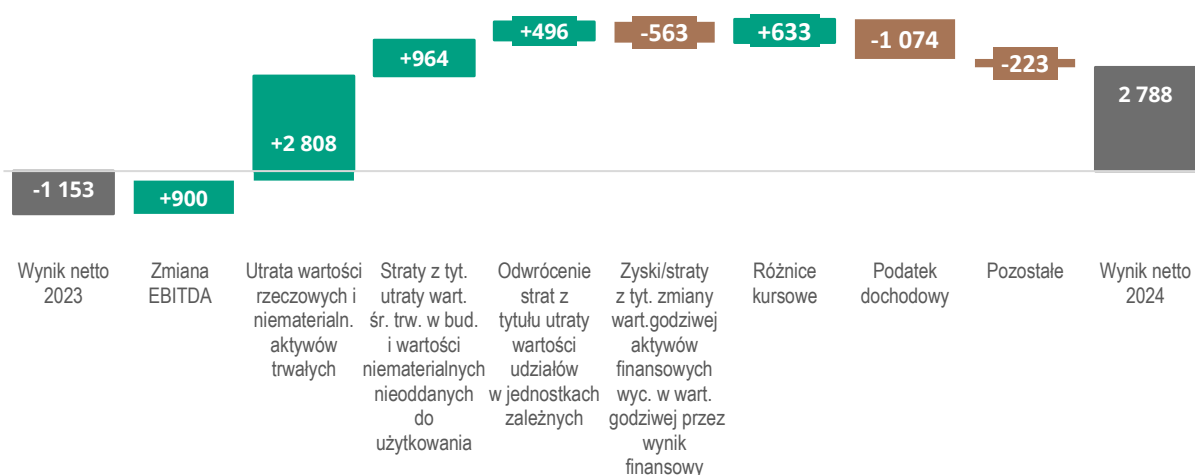 +496
-563
+633
-1 074
+964
-223
2 788
+2 808
-1 153
+900
Wynik netto
2023
Zmiana
EBITDA
Utrata wartości
rzeczowych i
niematerialn.
aktywów
trwałych
Straty z tyt.
utraty wart.
śr. trw. w bud.
i wartości
niematerialnych
nieoddanych
do
użytkowania
Odwrócenie
strat z
tytułu utraty
wartości
udziałów
w jednostkach
zależnych
Zyski/straty
z tyt. zmiany
wart.godziwej
aktywów
finansowych
wyc. w wart.
godziwej przez
wynik
finansowy
Różnice
kursowe
Podatek
dochodowy
Pozostałe
Wynik netto
2024